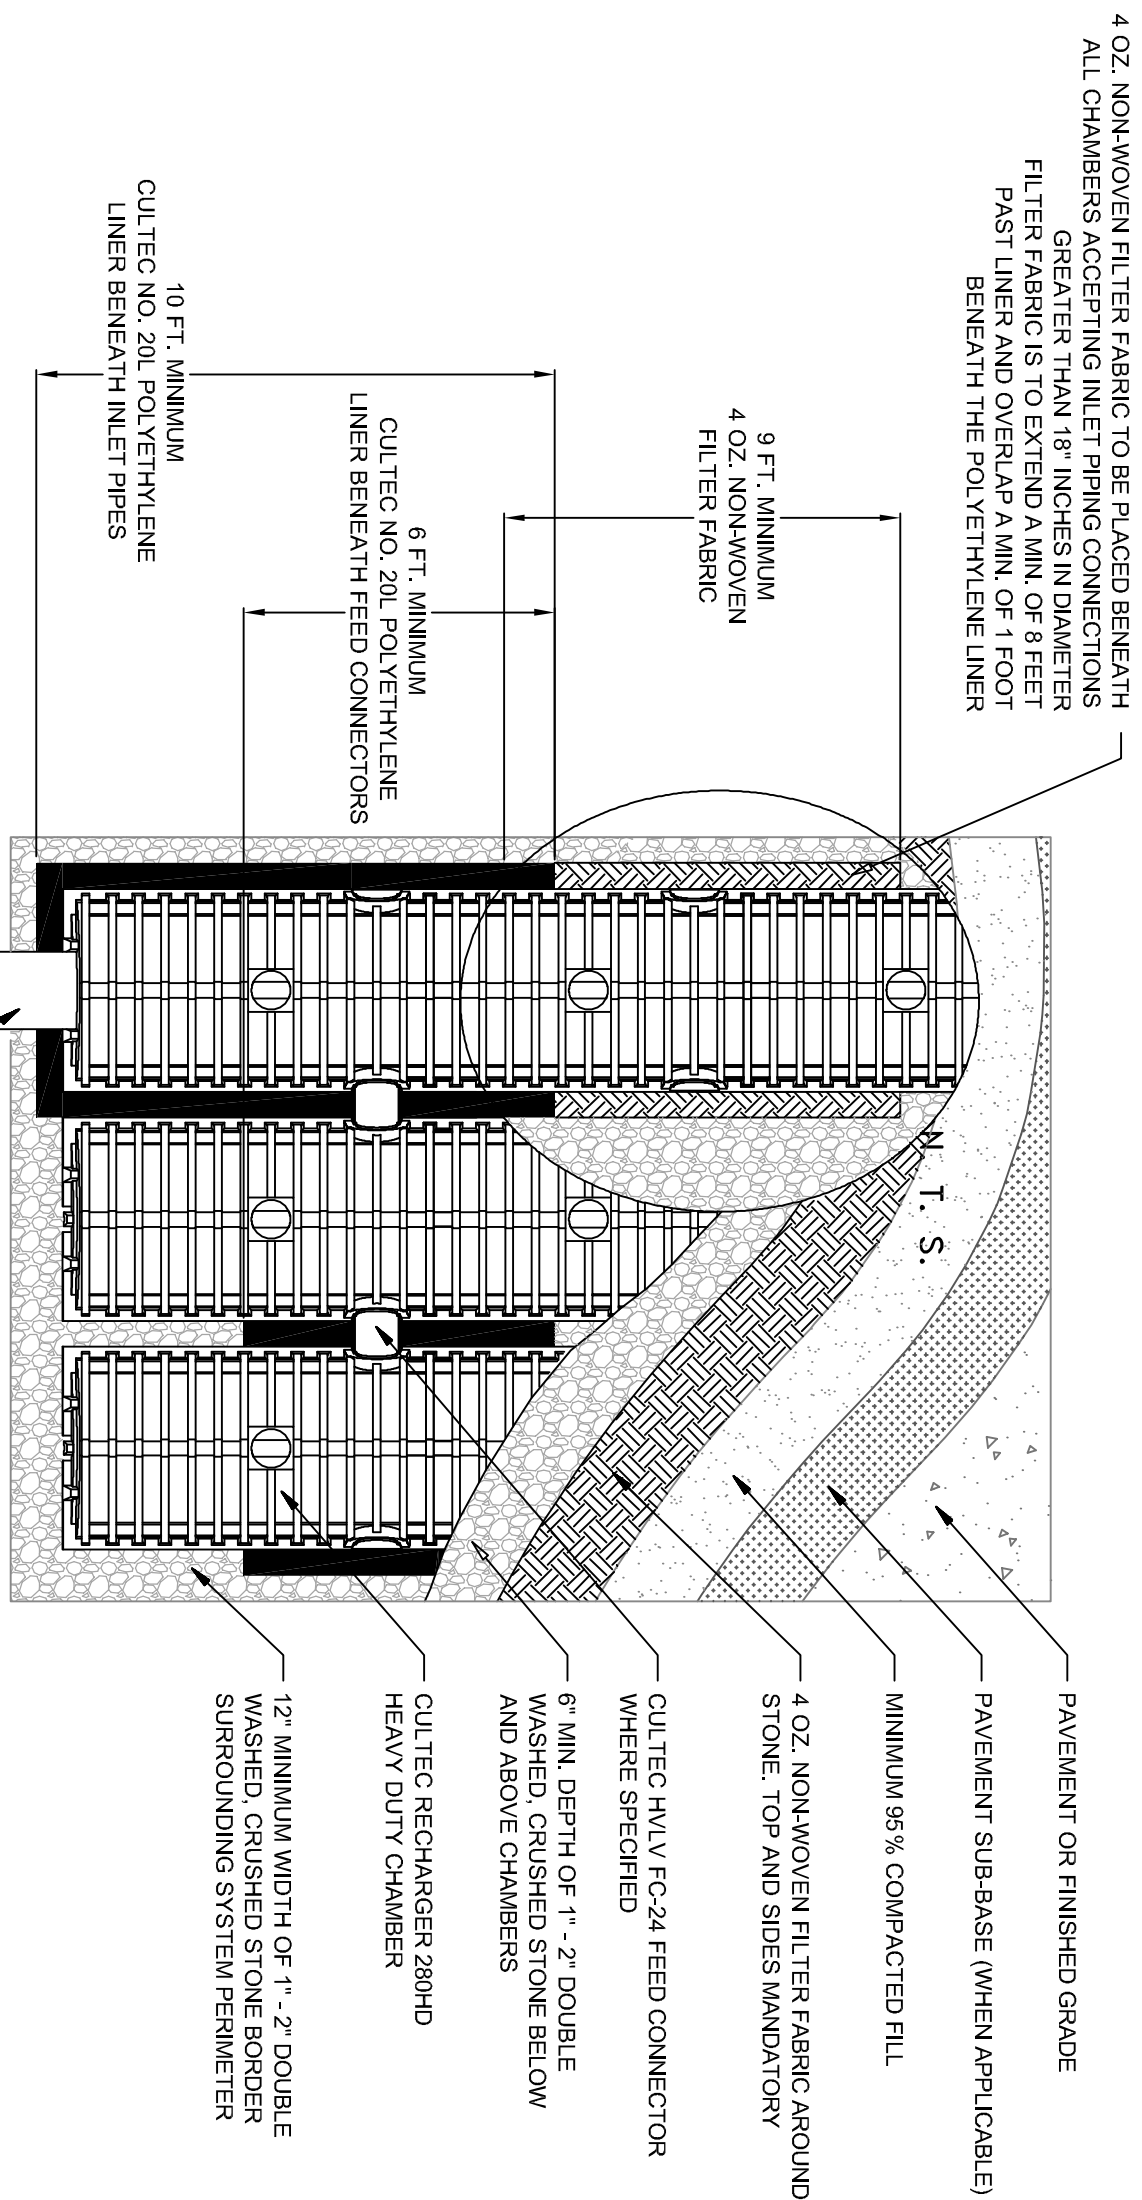 4 OZ. NON-WOVEN FILTER FABRIC TO BE PLACED BENEATH
ALL CHAMBERS ACCEPTING INLET PIPING CONNECTIONS
GREATER THAN 18" INCHES IN DIAMETER
FILTER FABRIC IS TO EXTEND A MIN. OF 8 FEET
PAST LINER AND OVERLAP A MIN. OF 1 FOOT
BENEATH THE POLYETHYLENE LINER
9 FT. MINIMUM
4 OZ. NON-WOVEN
FILTER FABRIC
6 FT. MINIMUM
CULTEC NO. 20L POLYETHYLENE
LINER BENEATH FEED CONNECTORS
10 FT. MINIMUM
CULTEC NO. 20L POLYETHYLENE
LINER BENEATH INLET PIPES
N. T. S.
PAVEMENT OR FINISHED GRADE
PAVEMENT SUB-BASE (WHEN APPLICABLE)
MINIMUM 95% COMPACTED FILL
4 OZ. NON-WOVEN FILTER FABRIC AROUND
STONE. TOP AND SIDES MANDATORY
CULTEC HVLV FC-24 FEED CONNECTOR
WHERE SPECIFIED
6" MIN. DEPTH OF 1" - 2" DOUBLE
WASHED, CRUSHED STONE BELOW
AND ABOVE CHAMBERS
CULTEC RECHARGER 280HD
HEAVY DUTY CHAMBER
12" MINIMUM WIDTH OF 1" - 2" DOUBLE
WASHED, CRUSHED STONE BORDER
SURROUNDING SYSTEM PERIMETER